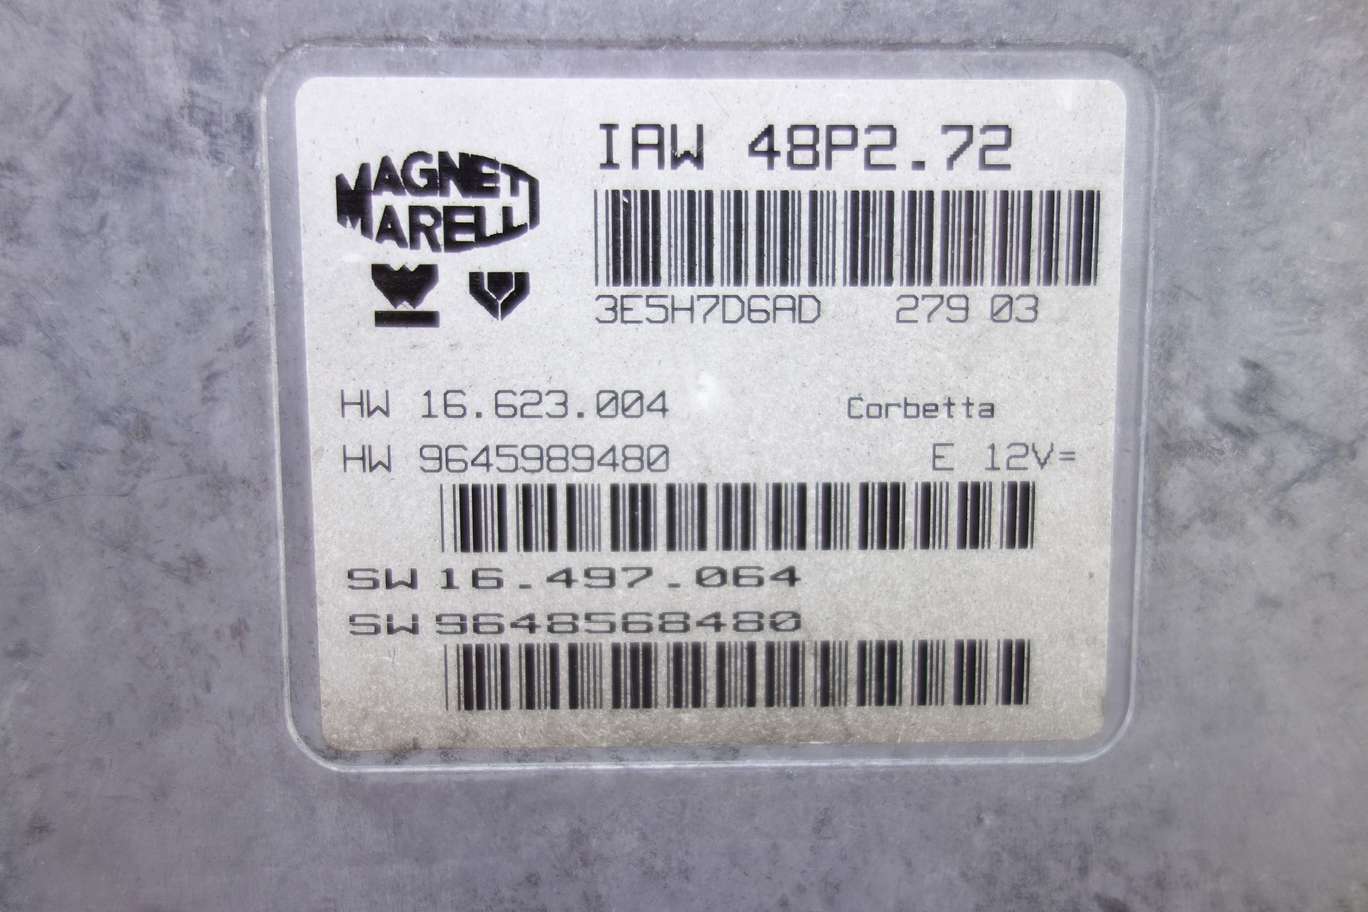 MAGNETI
MARELLI
IAW 48P2.72
3E5H7D6AD 279 03
HW 16.623.004 Corbetta
HW 9645989480 E 12V=
SW 16.497.064
SW 9648568480